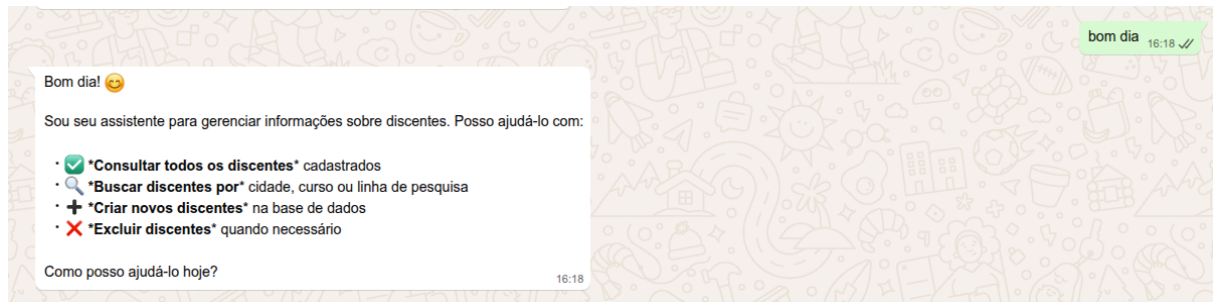 bom dia
16:18
Bom dia! 😊
Sou seu assistente para gerenciar informações sobre discentes. Posso ajudá-lo com:
• ✅ *Consultar todos os discentes* cadastrados
• 🔍 *Buscar discentes por* cidade, curso ou linha de pesquisa
• ➕ *Criar novos discentes* na base de dados
• ❌ *Excluir discentes* quando necessário
Como posso ajudá-lo hoje?
16:18